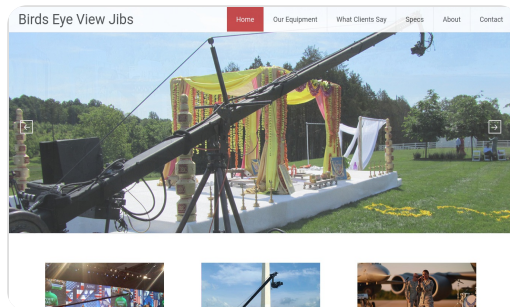 Birds Eye View Jibs
Home Our Equipment What Clients Say Specs About Contact